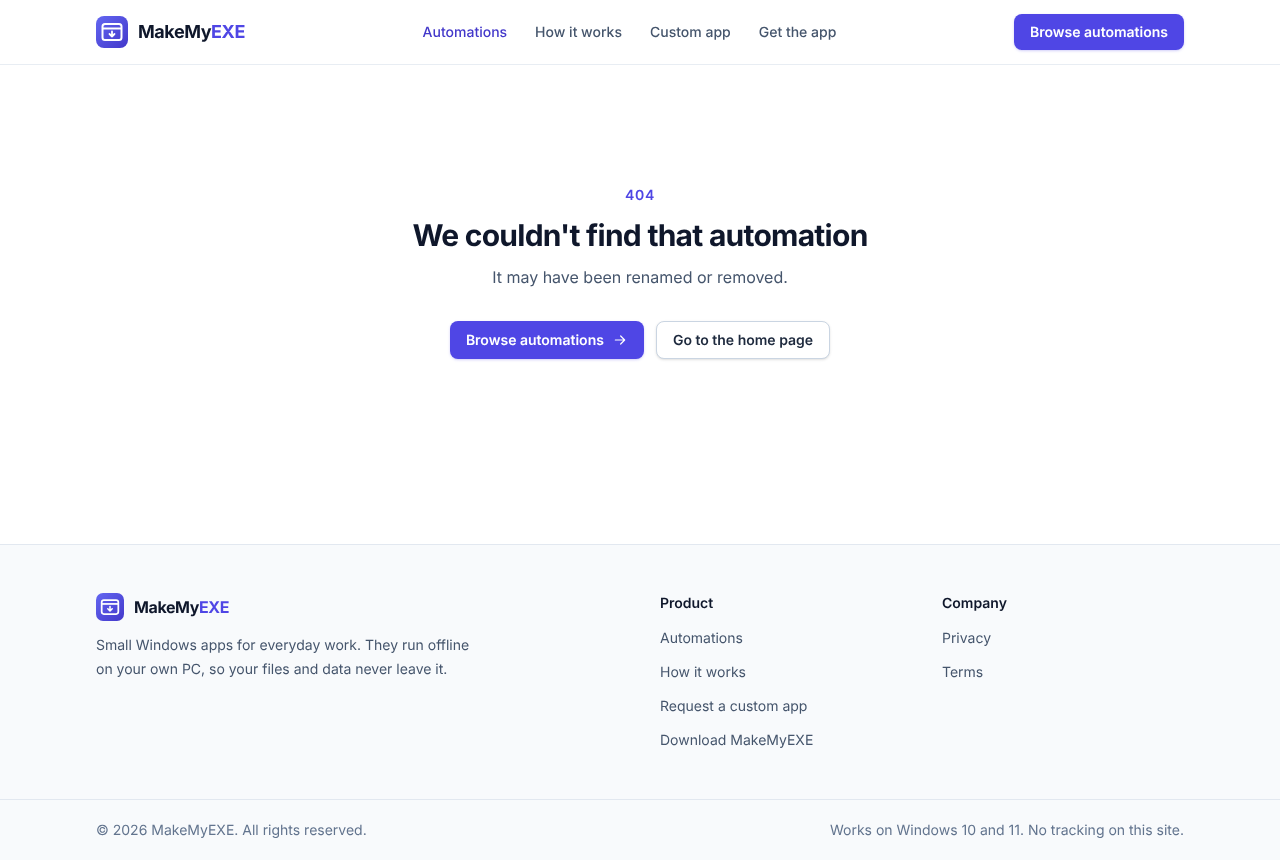 MakeMyEXE
Automations
How it works
Custom app
Get the app
Browse automations
404
We couldn't find that automation
It may have been renamed or removed.
Browse automations →
Go to the home page
MakeMyEXE
Small Windows apps for everyday work. They run offline
on your own PC, so your files and data never leave it.
Product
Automations
How it works
Request a custom app
Download MakeMyEXE
Company
Privacy
Terms
© 2026 MakeMyEXE. All rights reserved.
Works on Windows 10 and 11. No tracking on this site.